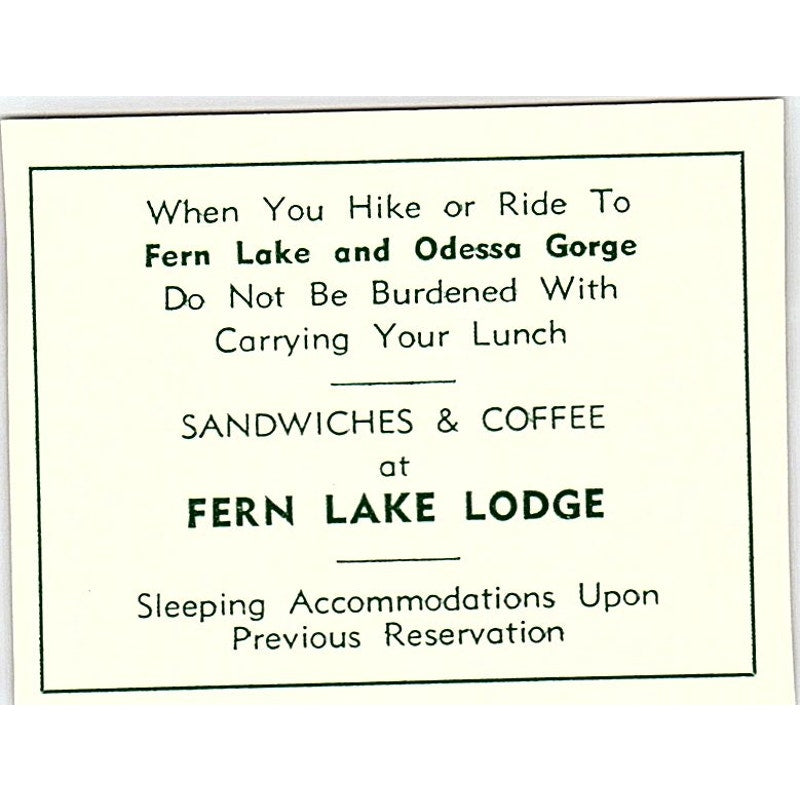 When You Hike or Ride To
Fern Lake and Odessa Gorge
Do Not Be Burdened With
Carrying Your Lunch
SANDWICHES & COFFEE
at
FERN LAKE LODGE
Sleeping Accommodations Upon
Previous Reservation